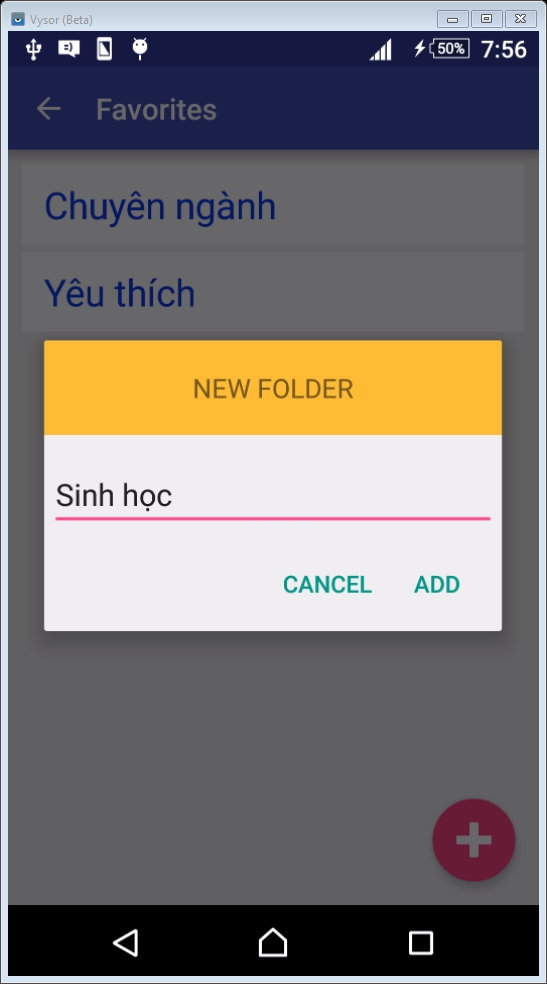 Vysor (Beta)
50% 7:56
Favorites
Chuyên ngành
Yêu thích
NEW FOLDER
Sinh học
CANCEL ADD